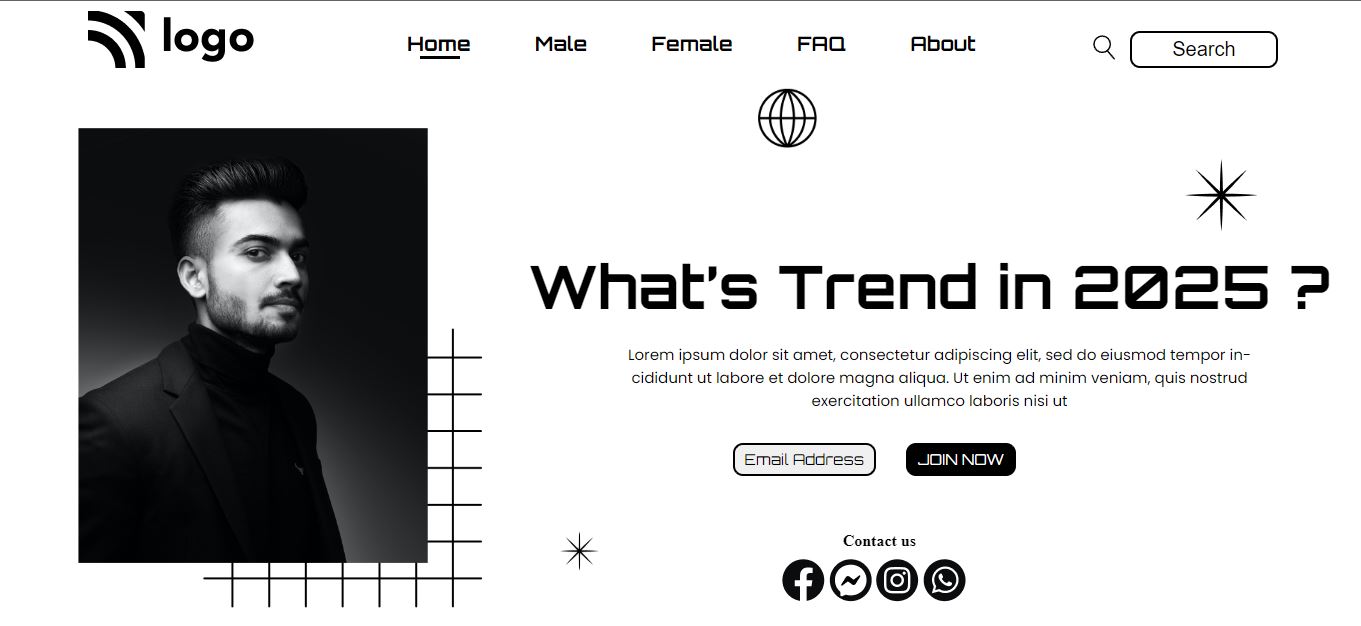 logo
Home Male Female FAQ About
Search
What's Trend in 2025 ?
Lorem ipsum dolor sit amet, consectetur adipiscing elit, sed do eiusmod tempor in-
cididunt ut labore et dolore magna aliqua. Ut enim ad minim veniam, quis nostrud
exercitation ullamco laboris nisi ut
Email Address JOIN NOW
Contact us